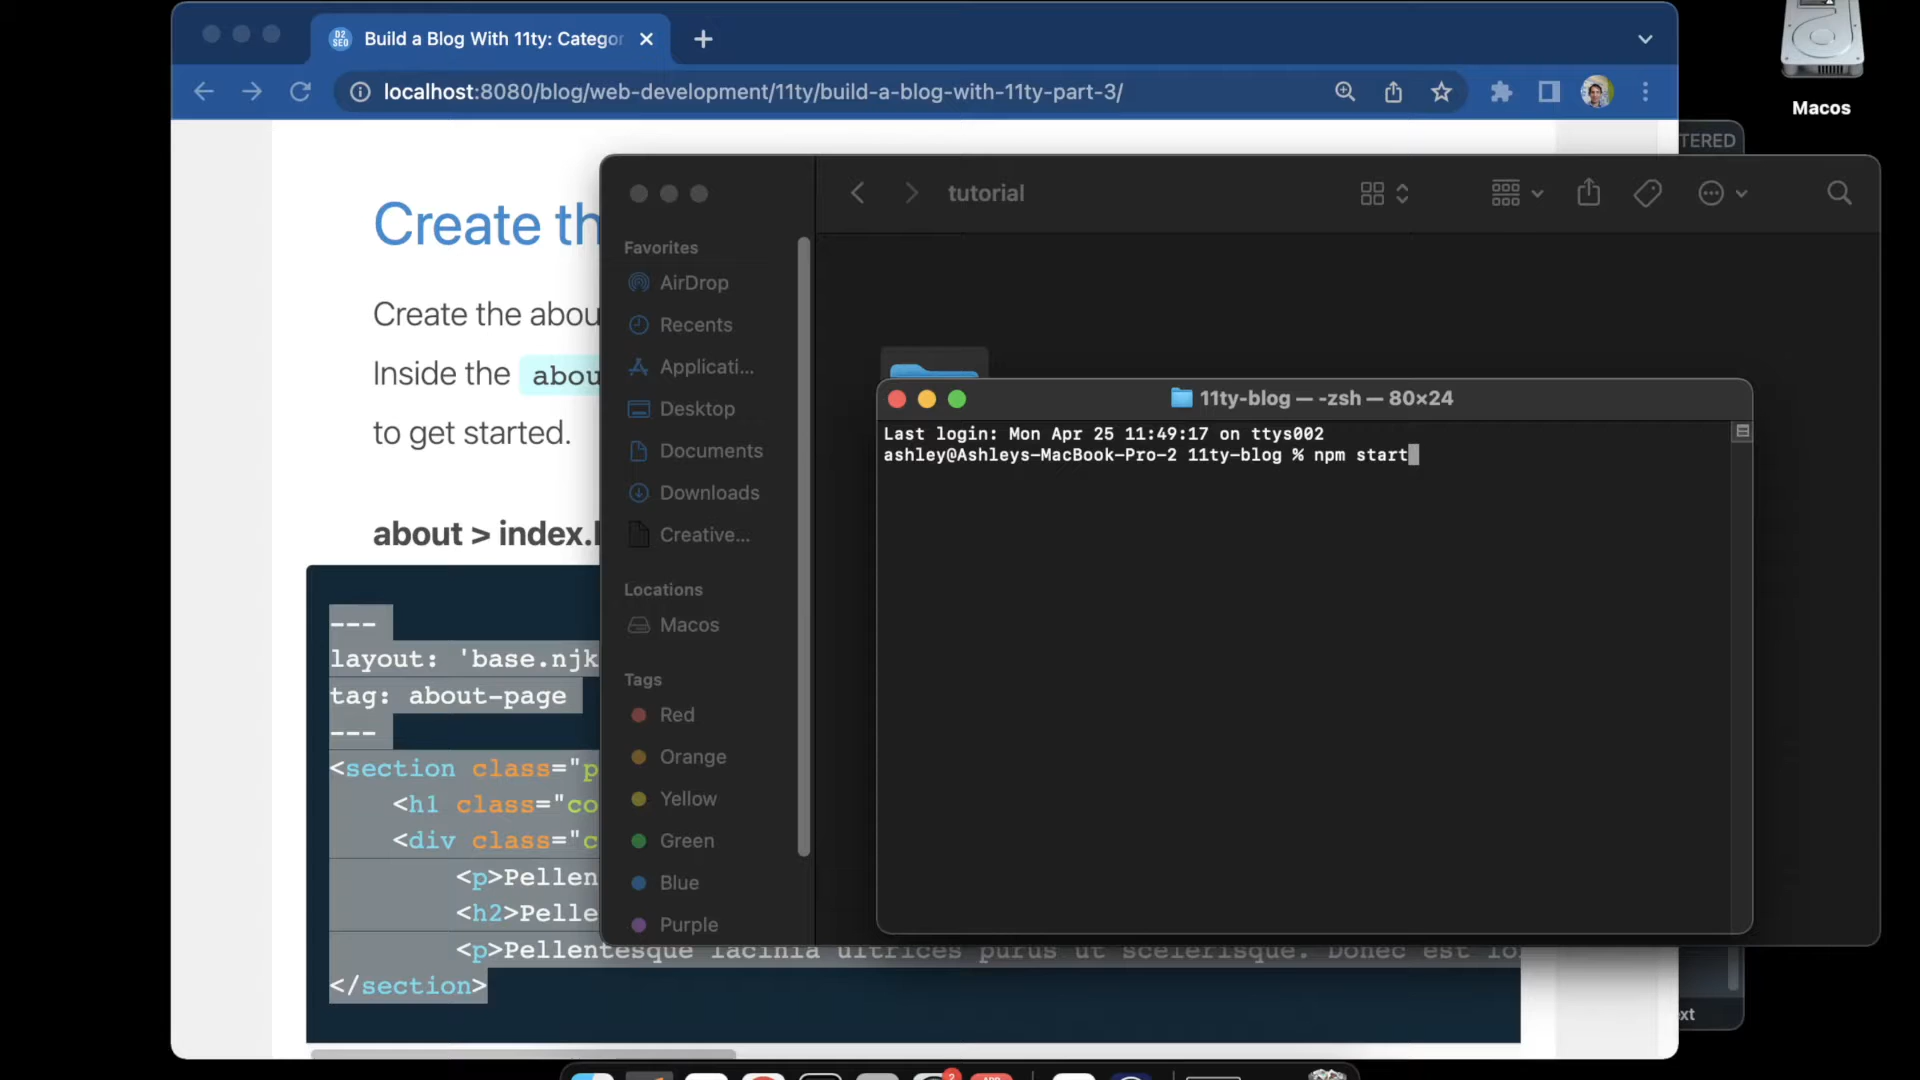 D2 SEO
Build a Blog With 11ty: Categor
localhost:8080/blog/web-development/11ty/build-a-blog-with-11ty-part-3/
Macos
TERED
Create th
Create the abou
Inside the abou
to get started.
about > index.
---
layout: 'base.njk
tag: about-page
---
<section class="p
<h1 class="co
<div class="c
<p>Pellen
<h2>Pelle
<p>Pellentesque lacinia ultrices purus ut scelerisque. Donec est lo
</section>
tutorial
Favorites
AirDrop
Recents
Applicati...
Desktop
Documents
Downloads
Creative...
Locations
Macos
Tags
Red
Orange
Yellow
Green
Blue
Purple
11ty-blog — -zsh — 80×24
Last login: Mon Apr 25 11:49:17 on ttys002
ashley@Ashleys-MacBook-Pro-2 11ty-blog % npm start
xt
2